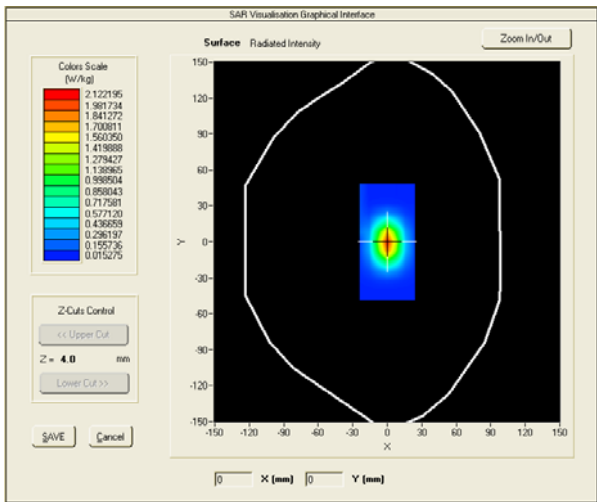 SAR Visualisation Graphical Interface
Surface Radiated Intensity
Zoom In/Out
Colors Scale
(W/kg)
2.122195
1.981734
1.841272
1.700811
1.560350
1.419888
1.279427
1.138965
0.998504
0.858043
0.717581
0.577120
0.436659
0.296197
0.155736
0.015275
150
120
90
60
30
0
-30
-60
-90
-120
-150
Y
-150 -120 -90 -60 -30 0 30 60 90 120 150
X
Z-Cuts Control
<< Upper Cut
Z = 4.0 mm
Lower Cut >>
SAVE Cancel
0 X (mm) 0 Y (mm)